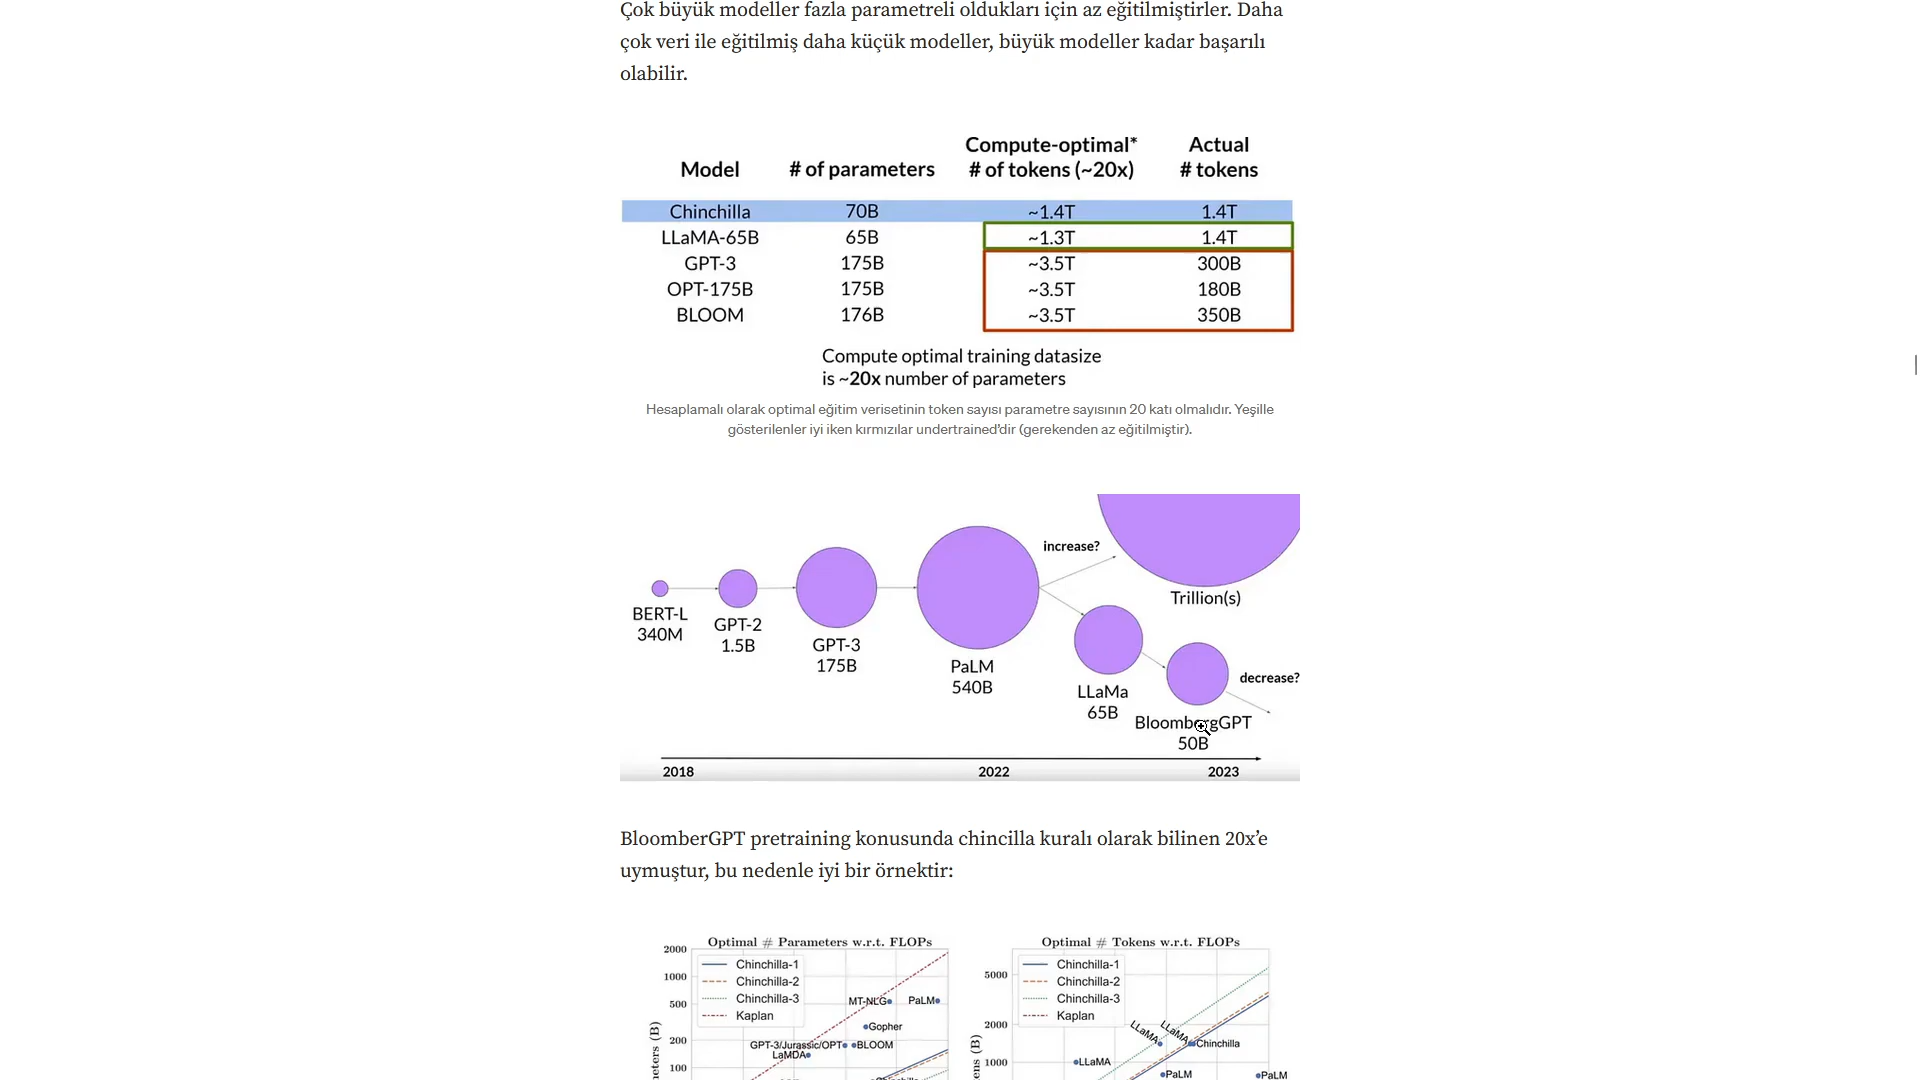 Çok büyük modeller fazla parametreli oldukları için az eğitilmiştirler. Daha
çok veri ile eğitilmiş daha küçük modeller, büyük modeller kadar başarılı
olabilir.
Model # of parameters Compute-optimal* # of tokens (~20x) Actual # tokens
Chinchilla 70B ~1.4T 1.4T
LLaMA-65B 65B ~1.3T 1.4T
GPT-3 175B ~3.5T 300B
OPT-175B 175B ~3.5T 180B
BLOOM 176B ~3.5T 350B
Compute optimal training datasize
is ~20x number of parameters
Hesaplamalı olarak optimal eğitim verisetinin token sayısı parametre sayısının 20 katı olmalıdır. Yeşille
gösterilenler iyi iken kırmızılar undertrained'dir (gerekenden az eğitilmiştir).
BERT-L
340M
GPT-2
1.5B
GPT-3
175B
PaLM
540B
increase?
Trillion(s)
LLaMa
65B
BloombergGPT
50B
decrease?
2018 2022 2023
BloomberGPT pretraining konusunda chincilla kuralı olarak bilinen 20x'e
uymuştur, bu nedenle iyi bir örnektir:
Optimal # Parameters w.r.t. FLOPs
2000
1000
500
200
100
Chinchilla-1
Chinchilla-2
Chinchilla-3
Kaplan
MT-NLG PaLM
Gopher
GPT-3/Jurassic/OPT BLOOM
LaMDA
Optimal # Tokens w.r.t. FLOPs
5000
2000
1000
Chinchilla-1
Chinchilla-2
Chinchilla-3
Kaplan
LLaMA LLaMA
Chinchilla
LLaMA
PaLM PaLM